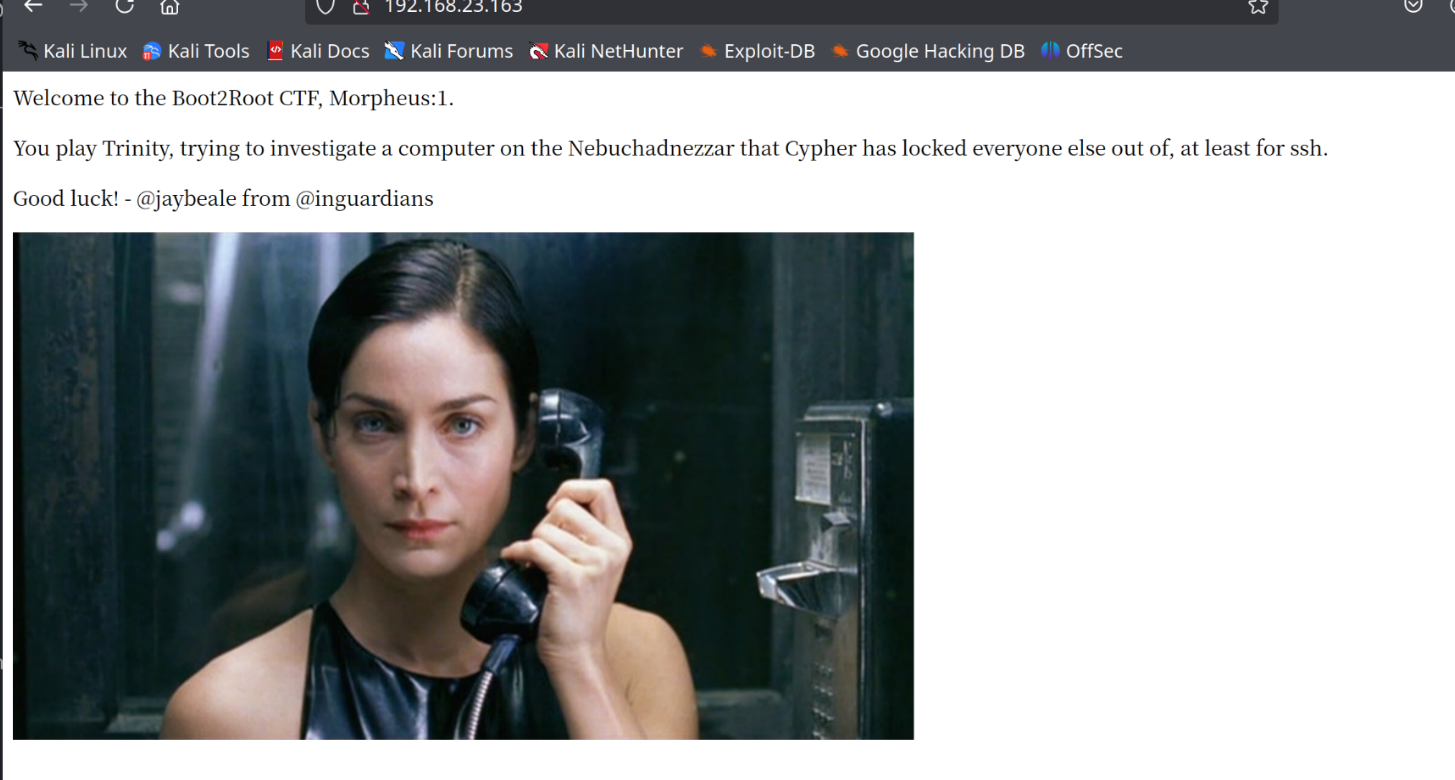 192.168.23.163
Kali Linux Kali Tools Kali Docs Kali Forums Kali NetHunter Exploit-DB Google Hacking DB OffSec
Welcome to the Boot2Root CTF, Morpheus:1.
You play Trinity, trying to investigate a computer on the Nebuchadnezzar that Cypher has locked everyone else out of, at least for ssh.
Good luck! - @jaybeale from @inguardians